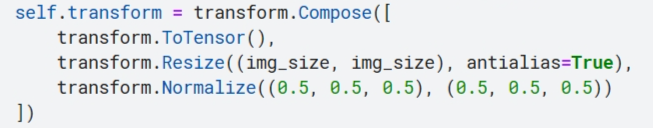 self.transform = transform.Compose([
    transform.ToTensor(),
    transform.Resize((img_size, img_size), antialias=True),
    transform.Normalize((0.5, 0.5, 0.5), (0.5, 0.5, 0.5))
])